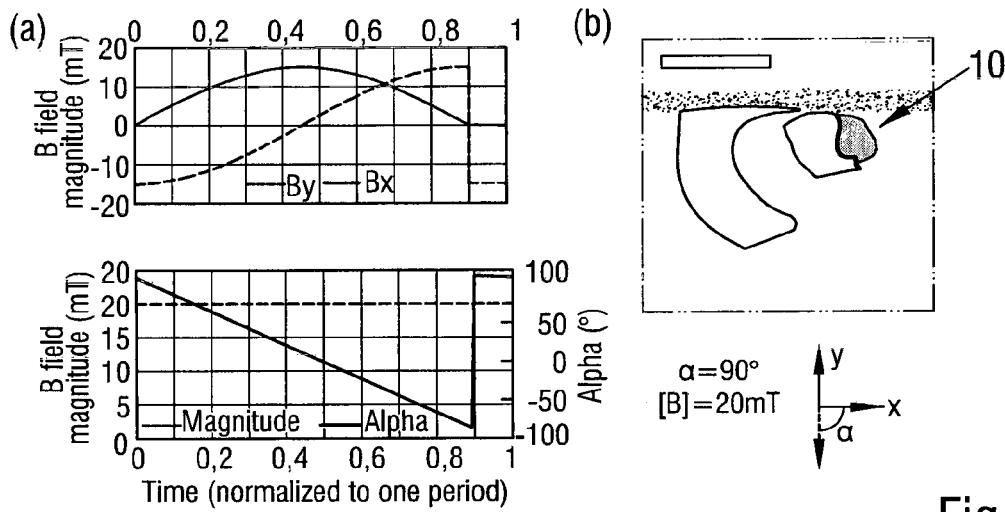 (a)
0 0,2 0,4 0,6 0,8 1
B field magnitude (mT)
20
10
0
-10
-20
By Bx
B field magnitude (mT)
20
20
15
10
5
0
100
50
0
-50
-100
Alpha (°)
Magnitude Alpha
0 0,2 0,4 0,6 0,8 1
Time (normalized to one period)
(b)
10
α=90°
[B]=20mT
y
x
α